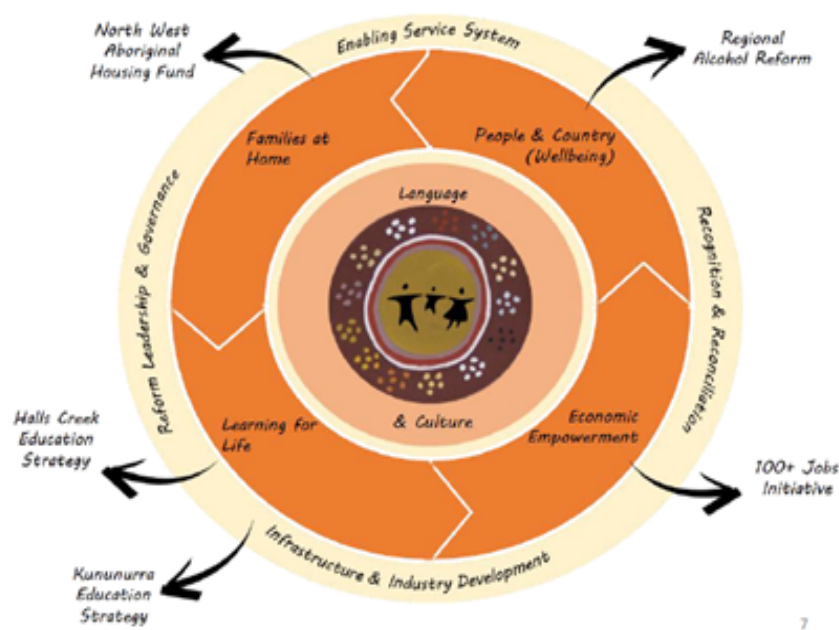 North West
Aboriginal
Housing Fund
Enabling Service System
Regional
Alcohol Reform
Families at
Home
People & Country
(Wellbeing)
Language
Reform Leadership & Governance
Recognition & Reconciliation
& Culture
Learning for
Life
Economic
Empowerment
Halls Creek
Education
Strategy
100+ Jobs
Initiative
Infrastructure & Industry Development
Kununurra
Education
Strategy
7